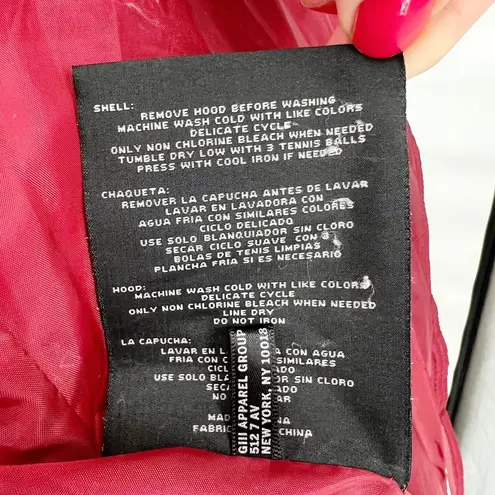 SHELL:
REMOVE HOOD BEFORE WASHING
MACHINE WASH COLD WITH LIKE COLORS
DELICATE CYCLE
ONLY NON CHLORINE BLEACH WHEN NEEDED
TUMBLE DRY LOW WITH 3 TENNIS BALLS
PRESS WITH COOL IRON IF NEEDED
CHAQUETA:
REMOVER LA CAPUCHA ANTES DE LAVAR
LAVAR EN LAVADORA CON
AGUA FRIA CON SIMILARES COLORES
CICLO DELICADO
USE SOLO BLANQUIADOR SIN CLORO
SECAR CICLO SUAVE CON 3
BOLAS DE TENIS LIMPIAS
PLANCHA FRIA SI ES NECESARIO
HOOD:
MACHINE WASH COLD WITH LIKE COLORS
DELICATE CYCLE
ONLY NON CHLORINE BLEACH WHEN NEEDED
LINE DRY
DO NOT IRON
LA CAPUCHA:
LAVAR EN CON AGUA
FRIA SIMILARES
USE SOLO SIN CLORO
CHINA
GIII APPAREL GROUP
512 7 AV
NEW YORK, NY 10018